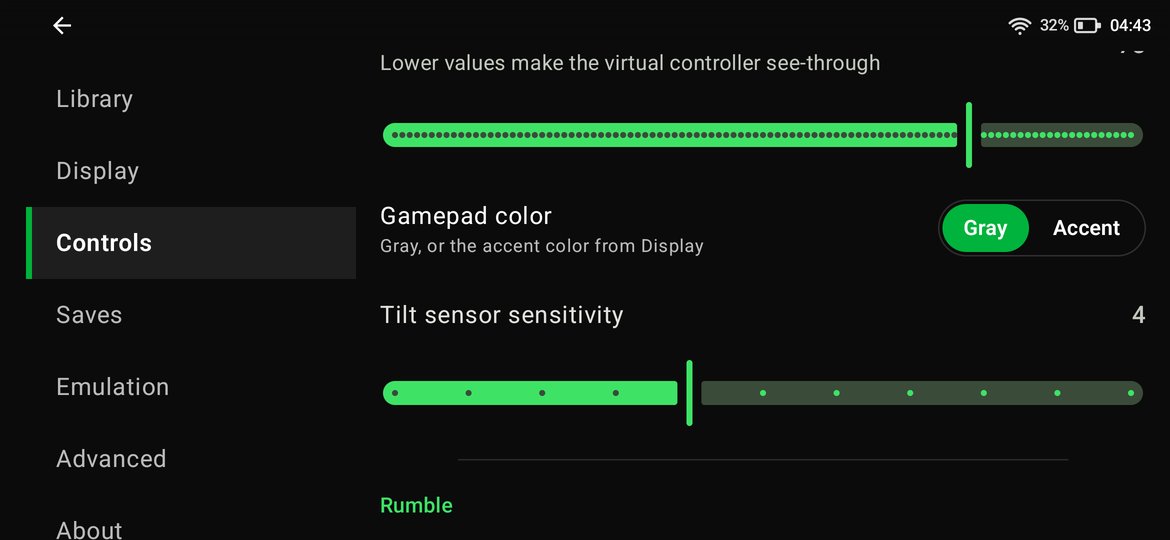 32% 04:43
Library
Display
Controls
Saves
Emulation
Advanced
About
Lower values make the virtual controller see-through
Gamepad color
Gray, or the accent color from Display
Gray Accent
Tilt sensor sensitivity 4
Rumble